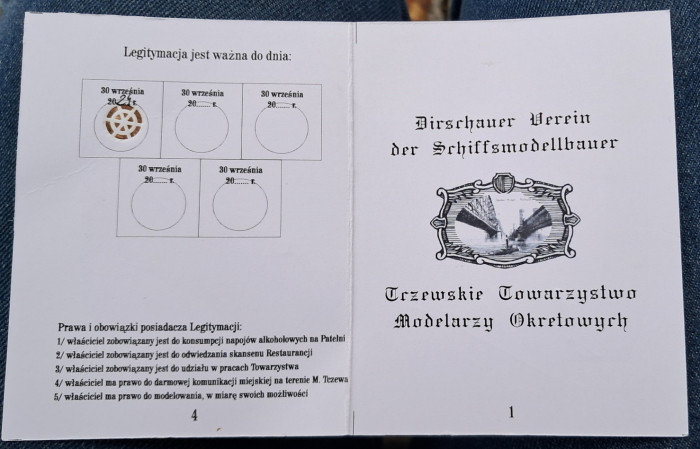 Legitymacja jest ważna do dnia:
30 września 30 września 30 września
2024 r. 20...... r. 20...... r.
30 września 30 września
20...... r. 20...... r.
Prawa i obowiązki posiadacza Legitymacji:
1/ właściciel zobowiązany jest do konsumpcji napojów alkoholowych na Patelni
2/ właściciel zobowiązany jest do odwiedzania skansenu Restauracji
3/ właściciel zobowiązany jest do udziału w pracach Towarzystwa
4/ właściciel ma prawo do darmowej komunikacji miejskiej na terenie M. Tczewa
5/ właściciel ma prawo do modelowania, w miarę swoich możliwości
4
Dirschauer Verein
der Schiffsmodellbauer
Tczewskie Towarzystwo
Modelarzy Okretowych
1